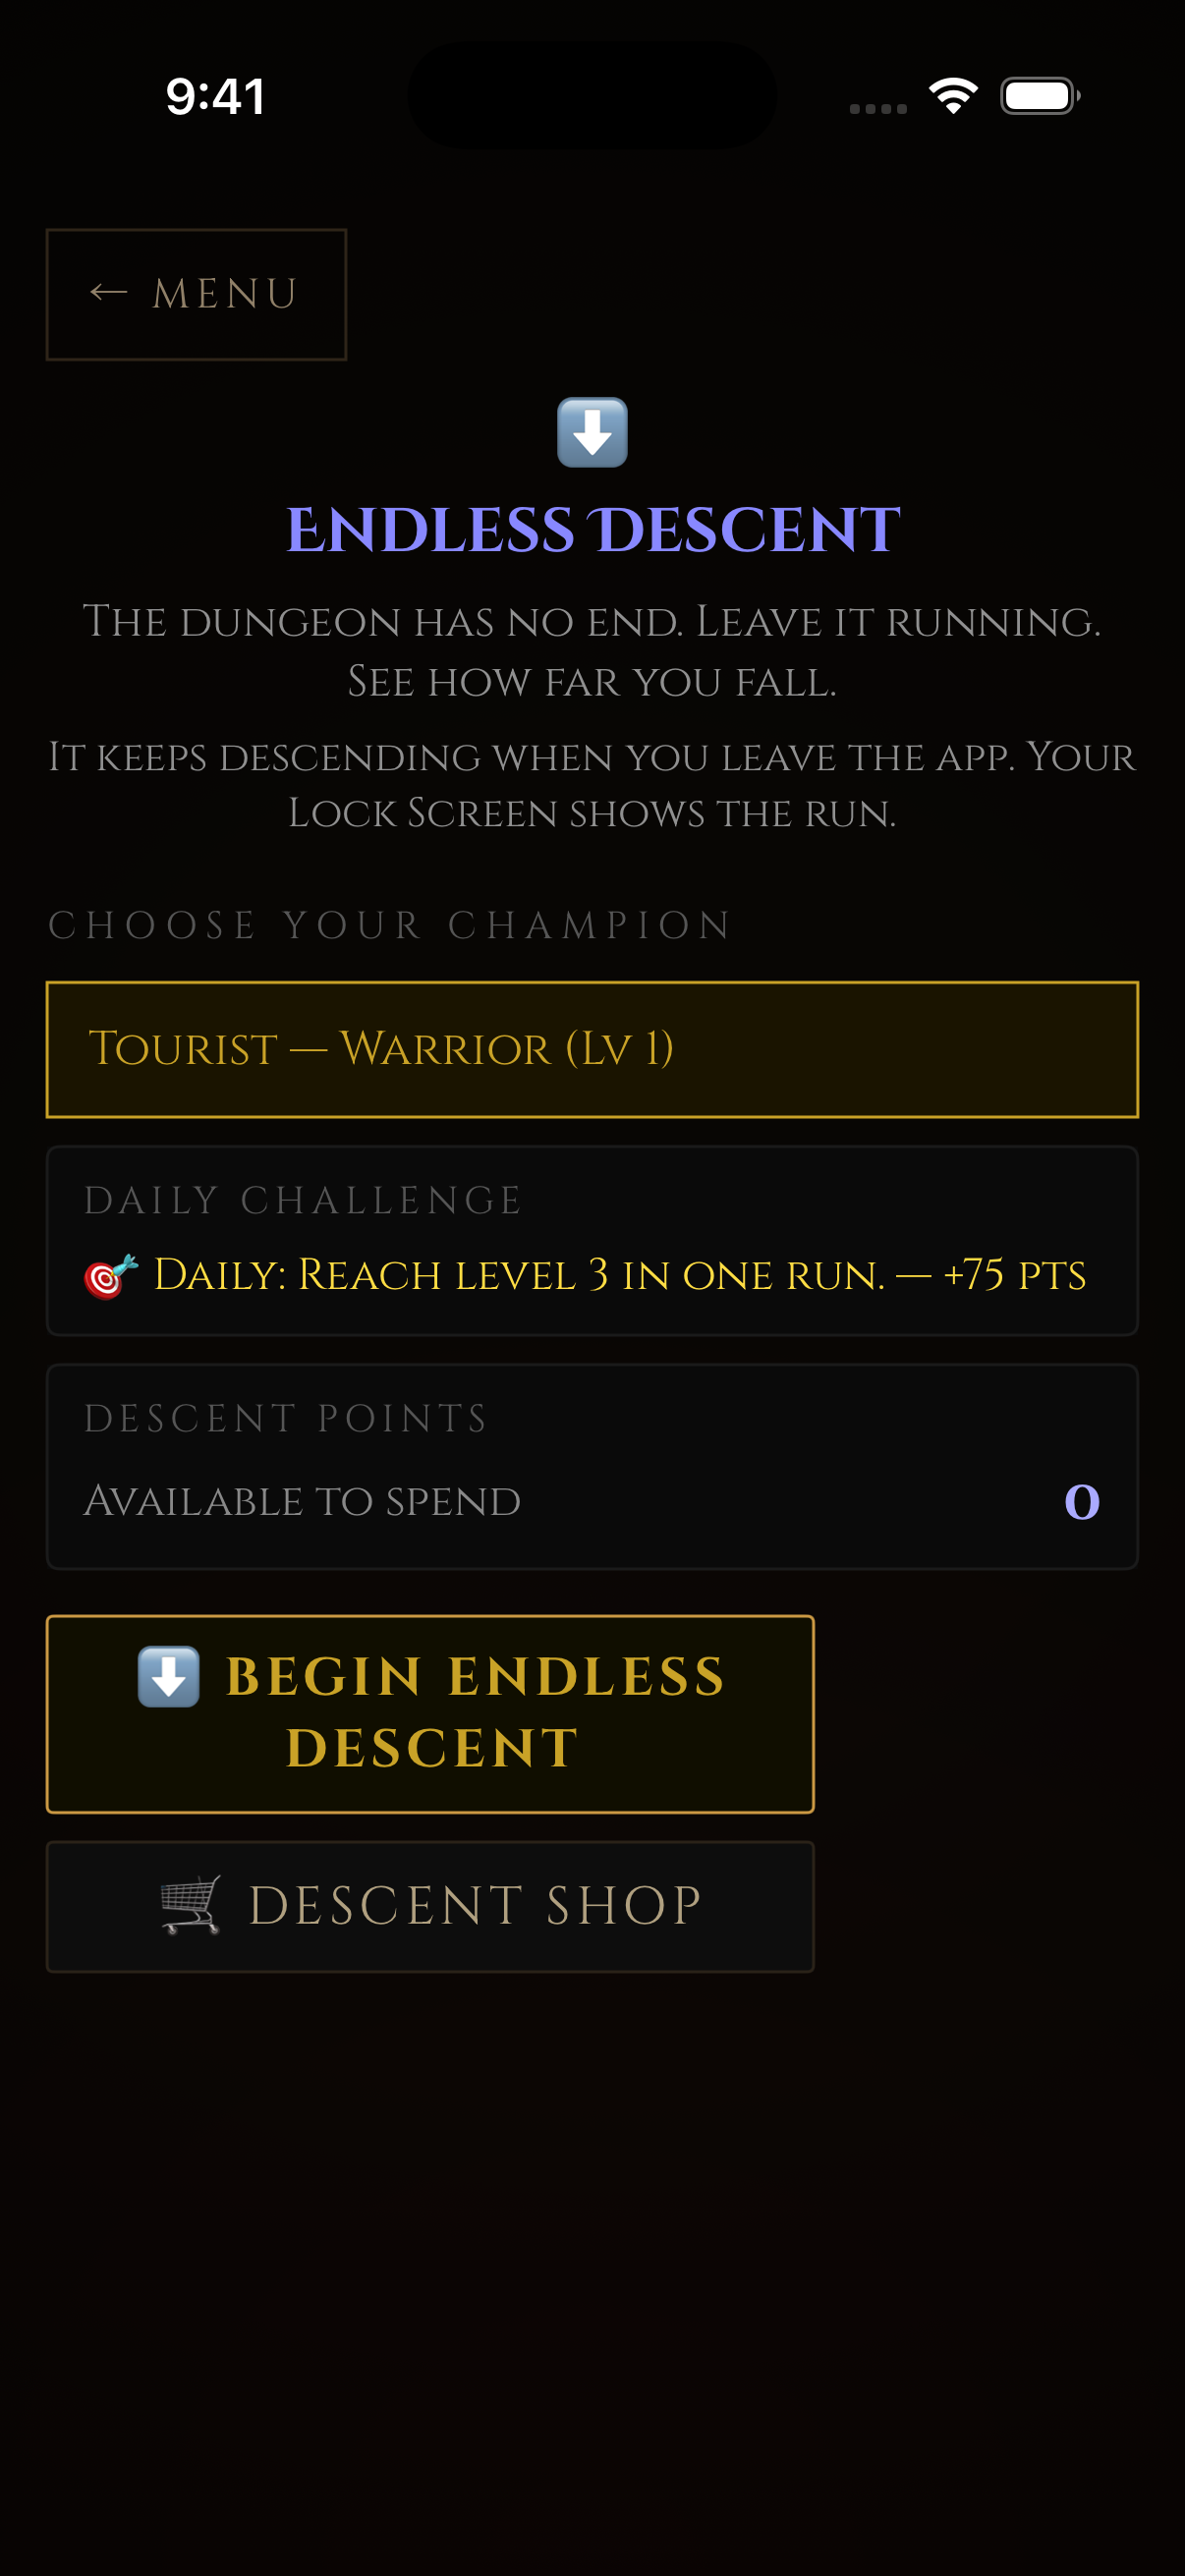 9:41
← MENU
Endless Descent
The dungeon has no end. Leave it running.
See how far you fall.
It keeps descending when you leave the app. Your
Lock Screen shows the run.
CHOOSE YOUR CHAMPION
Tourist — Warrior (Lv 1)
DAILY CHALLENGE
🎯 Daily: Reach level 3 in one run. — +75 pts
DESCENT POINTS
Available to spend 0
⬇️ BEGIN ENDLESS
DESCENT
🛒 DESCENT SHOP